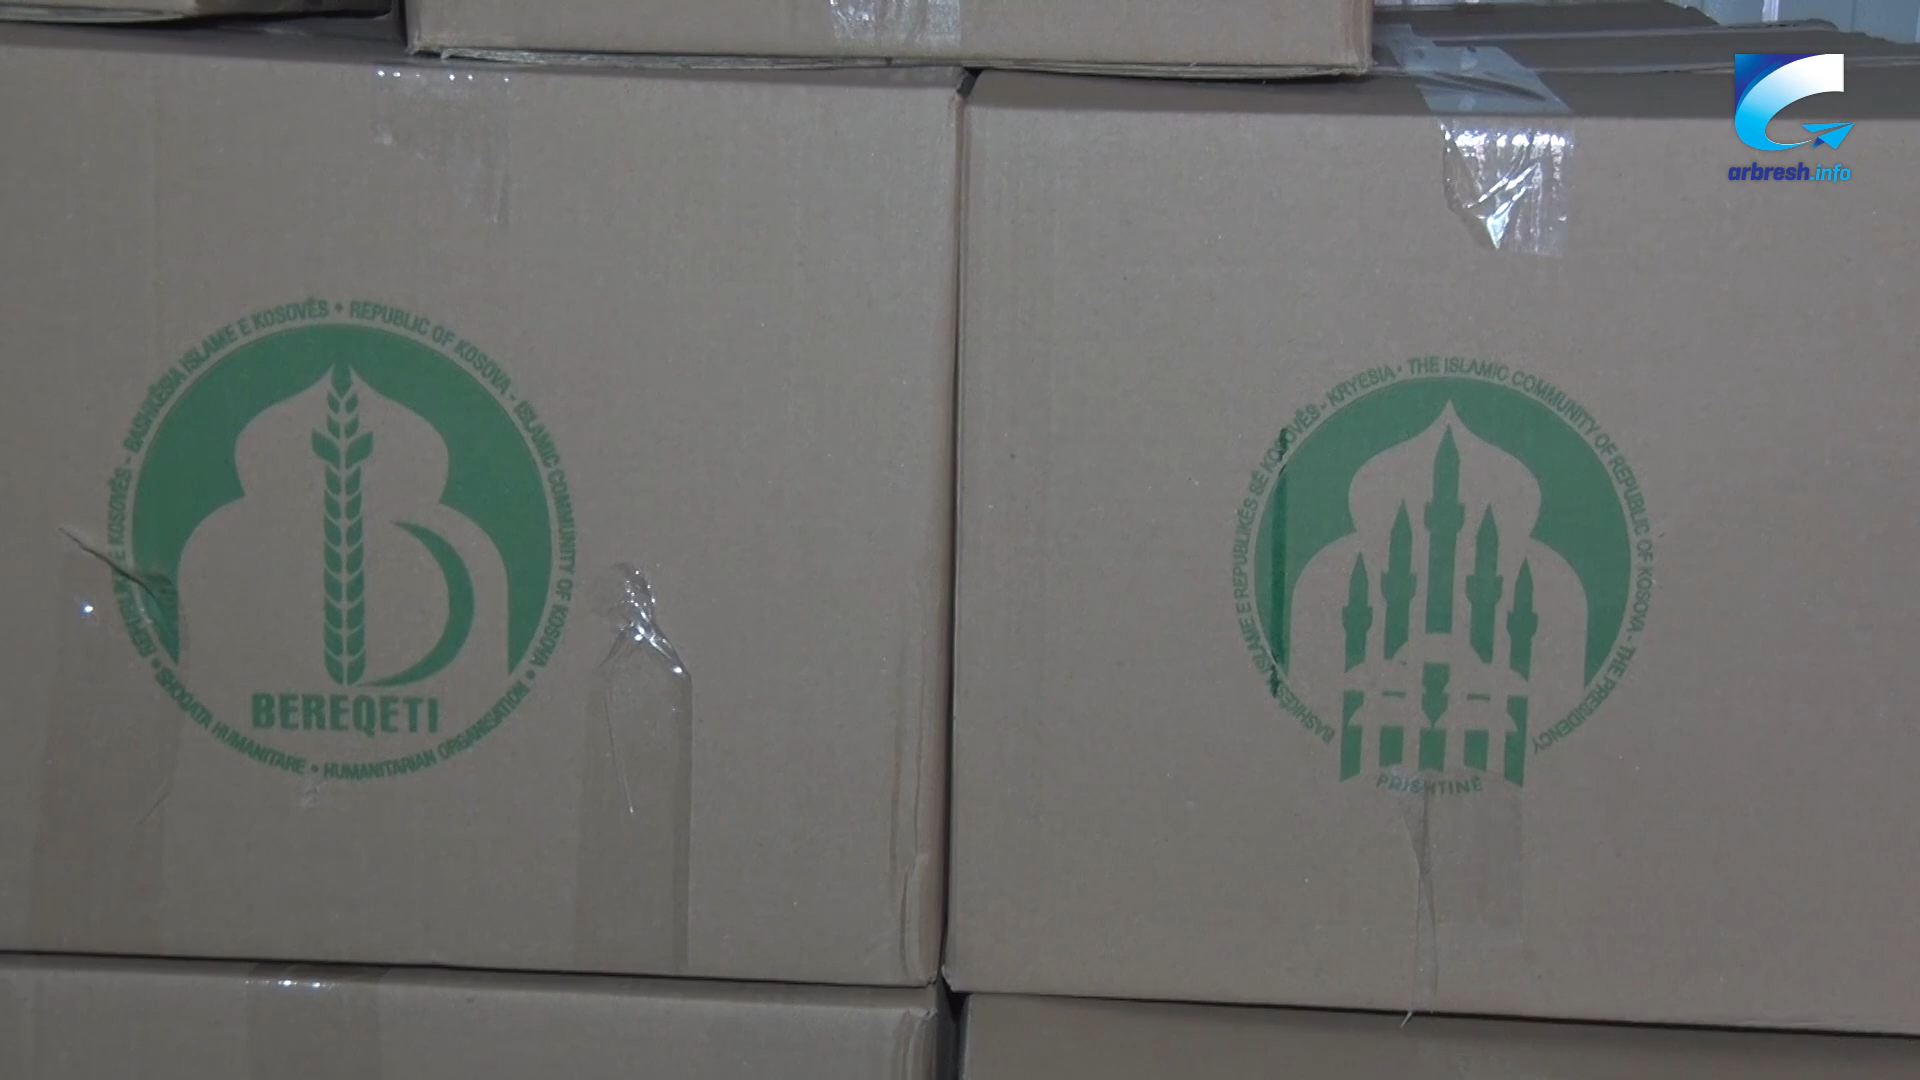 arbresh.info
KOSOVËS - BASHKËSIA ISLAME E KOSOVËS • REPUBLIC OF KOSOVA - ISLAMIC COMMUNITY OF KOSOVA •
BEREQETI
SHOQATA HUMANITARE • HUMANITARIAN ORGANISATION •
ISLAME E REPUBLIKËS SË KOSOVËS - KRYESIA • THE ISLAMIC COMMUNITY OF REPUBLIC OF KOSOVA - THE PRESIDENCY
PRISHTINË